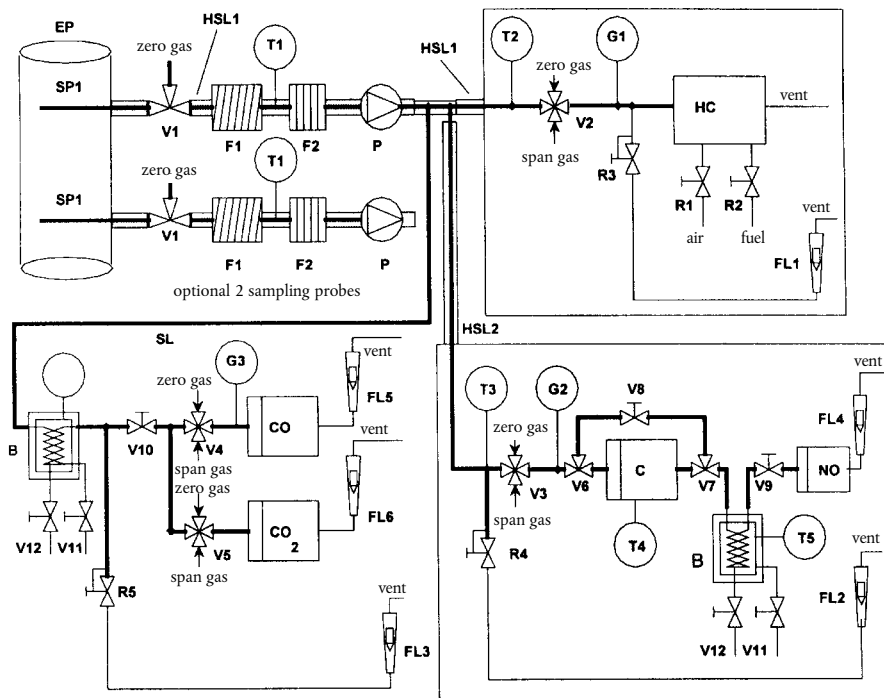 EP
HSL1
zero gas
T1
SP1
V1
F1
F2
P
HSL1
T2
zero gas
G1
V2
span gas
HC
vent
R3
R1
R2
air
fuel
vent
FL1
zero gas
T1
SP1
V1
F1
F2
P
optional 2 sampling probes
SL
HSL2
zero gas
G3
vent
FL5
B
V10
V4
CO
span gas
zero gas
vent
V5
CO2
FL6
span gas
V12
V11
R5
vent
FL3
T3
G2
V8
vent
FL4
zero gas
V3
V6
C
V7
V9
NO
span gas
R4
T4
B
T5
vent
FL2
V12
V11